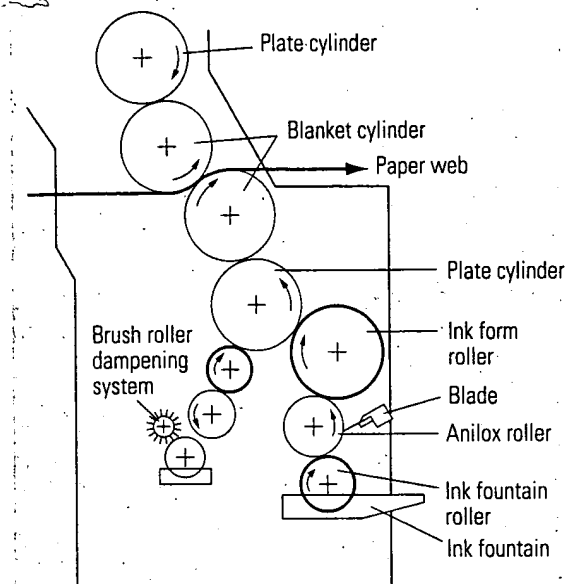 Plate cylinder
Blanket cylinder
Paper web
Plate cylinder
Brush roller
dampening
system
Ink form
roller
Blade
Anilox roller
Ink fountain
roller
Ink fountain